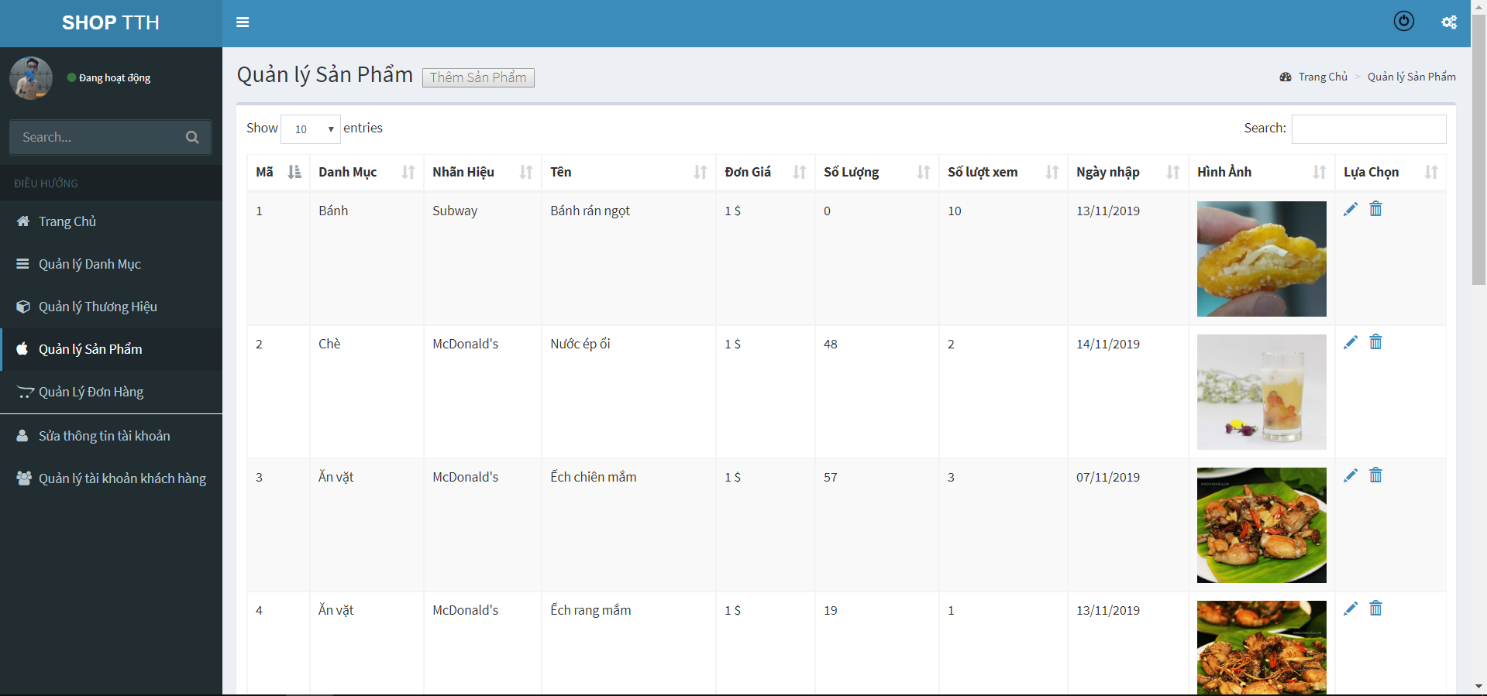 SHOP TTH
Đang hoạt động
Search...
ĐIỀU HƯỚNG
Trang Chủ
Quản lý Danh Mục
Quản lý Thương Hiệu
Quản lý Sản Phẩm
Quản Lý Đơn Hàng
Sửa thông tin tài khoản
Quản lý tài khoản khách hàng
Quản lý Sản Phẩm Thêm Sản Phẩm
Trang Chủ > Quản lý Sản Phẩm
Show 10 entries
Search:
Mã Danh Mục Nhãn Hiệu Tên Đơn Giá Số Lượng Số lượt xem Ngày nhập Hình Ảnh Lựa Chọn
1 Bánh Subway Bánh rán ngọt 1 $ 0 10 13/11/2019
2 Chè McDonald's Nước ép ổi 1 $ 48 2 14/11/2019
3 Ăn vặt McDonald's Ếch chiên mắm 1 $ 57 3 07/11/2019
4 Ăn vặt McDonald's Ếch rang mắm 1 $ 19 1 13/11/2019